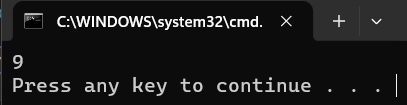 C:\WINDOWS\system32\cmd.
9
Press any key to continue . . .